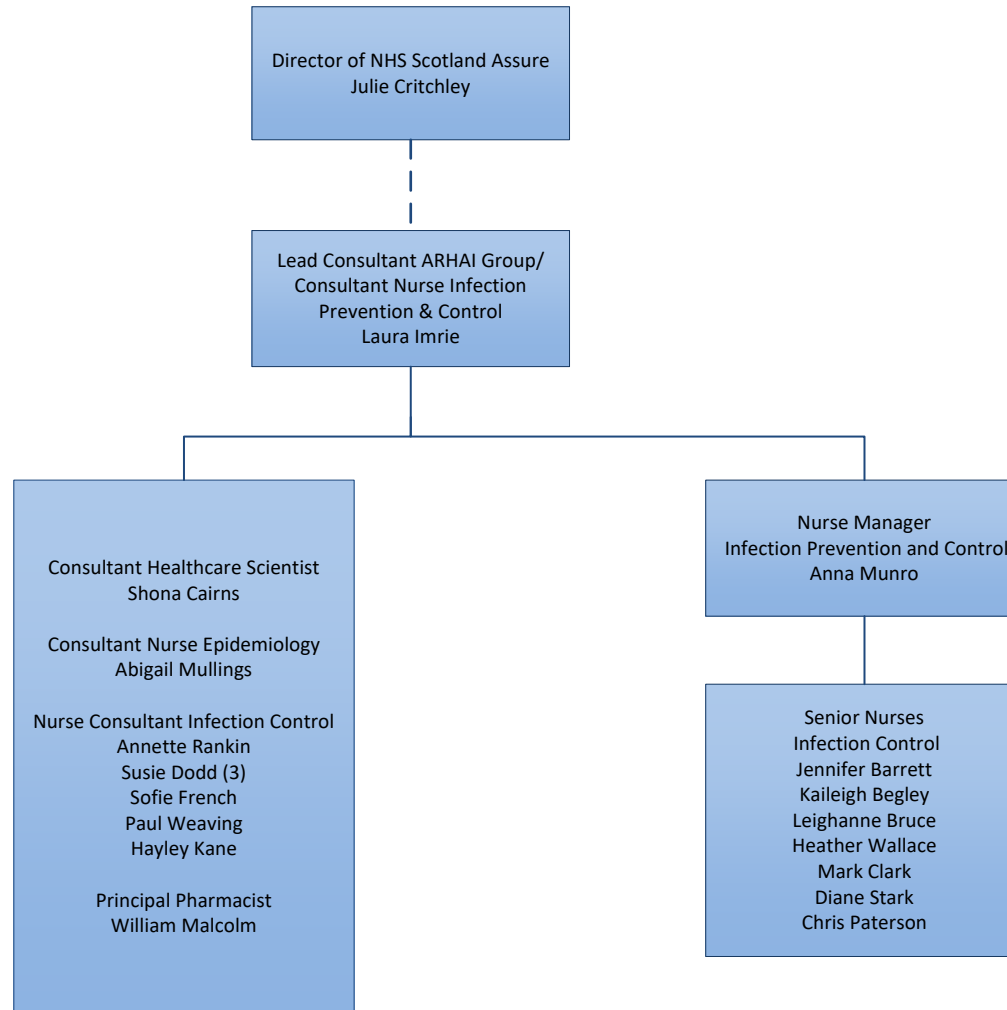 Director of NHS Scotland Assure
Julie Critchley
Lead Consultant ARHAI Group/
Consultant Nurse Infection
Prevention & Control
Laura Imrie
Consultant Healthcare Scientist
Shona Cairns
Consultant Nurse Epidemiology
Abigail Mullings
Nurse Consultant Infection Control
Annette Rankin
Susie Dodd (3)
Sofie French
Paul Weaving
Hayley Kane
Principal Pharmacist
William Malcolm
Nurse Manager
Infection Prevention and Control
Anna Munro
Senior Nurses
Infection Control
Jennifer Barrett
Kaileigh Begley
Leighanne Bruce
Heather Wallace
Mark Clark
Diane Stark
Chris Paterson